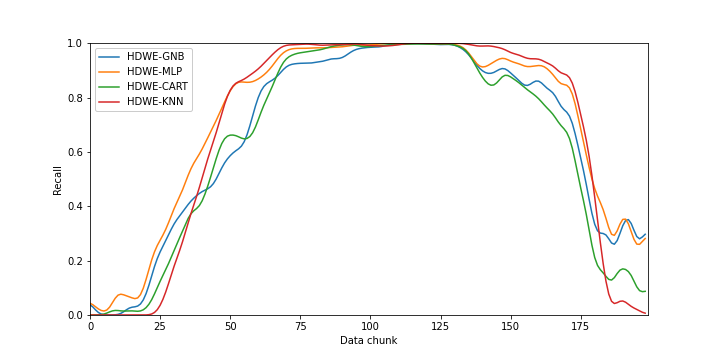 1.0
0.8
0.6
0.4
0.2
0.0
Recall
HDWE-GNB
HDWE-MLP
HDWE-CART
HDWE-KNN
0 25 50 75 100 125 150 175
Data chunk